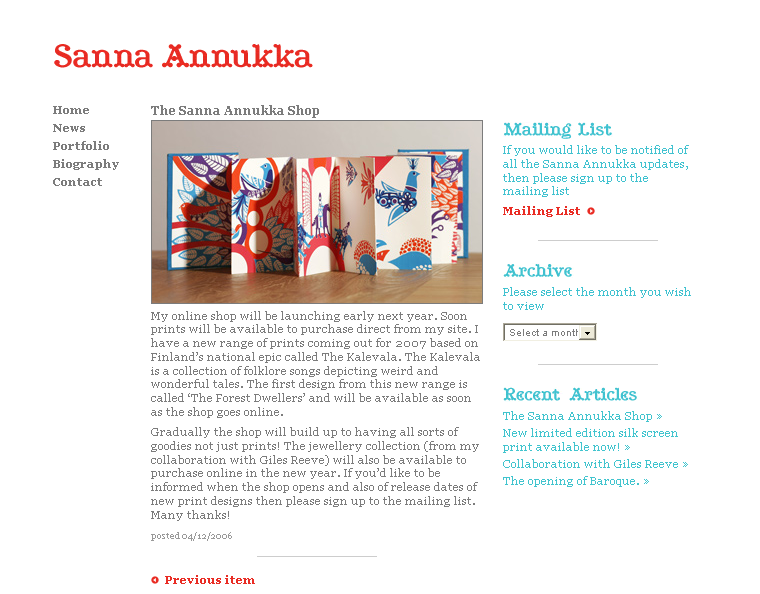 Sanna Annukka
Home
News
Portfolio
Biography
Contact
The Sanna Annukka Shop
My online shop will be launching early next year. Soon
prints will be available to purchase direct from my site. I
have a new range of prints coming out for 2007 based on
Finland's national epic called The Kalevala. The Kalevala
is a collection of folklore songs depicting weird and
wonderful tales. The first design from this new range is
called ‘The Forest Dwellers’ and will be available as soon
as the shop goes online.
Gradually the shop will build up to having all sorts of
goodies not just prints! The jewellery collection (from my
collaboration with Giles Reeve) will also be available to
purchase online in the new year. If you’d like to be
informed when the shop opens and also of release dates of
new print designs then please sign up to the mailing list.
Many thanks!
posted 04/12/2006
Previous item
Mailing List
If you would like to be notified of
all the Sanna Annukka updates,
then please sign up to the
mailing list
Mailing List
Archive
Please select the month you wish
to view
Select a month
Recent Articles
The Sanna Annukka Shop »
New limited edition silk screen
print available now! »
Collaboration with Giles Reeve »
The opening of Baroque. »